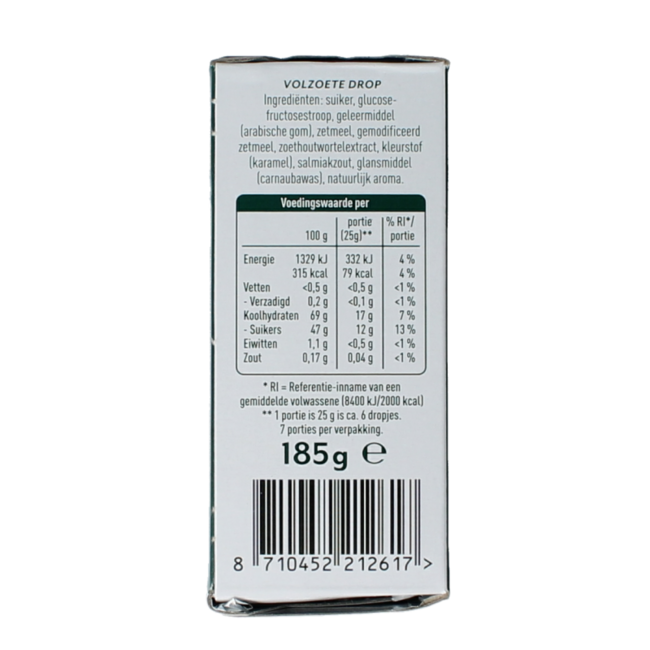 VOLZOETE DROP
Ingrediënten: suiker, glucose-
fructosestroop, geleermiddel
(arabische gom), zetmeel, gemodificeerd
zetmeel, zoethoutwortelextract, kleurstof
(karamel), salmiakzout, glansmiddel
(carnaubawas), natuurlijk aroma.
Voedingswaarde per
portie % RI*/
100 g (25g)** portie
Energie 1329 kJ 332 kJ 4 %
315 kcal 79 kcal 4 %
Vetten <0,5 g <0,5 g <1 %
- Verzadigd 0,2 g <0,1 g <1 %
Koolhydraten 69 g 17 g 7 %
- Suikers 47 g 12 g 13 %
Eiwitten 1,1 g <0,5 g <1 %
Zout 0,17 g 0,04 g <1 %
* RI = Referentie-inname van een
gemiddelde volwassene (8400 kJ/2000 kcal)
** 1 portie is 25 g is ca. 6 dropjes.
7 porties per verpakking.
185g ℮
8 710452 212617 >